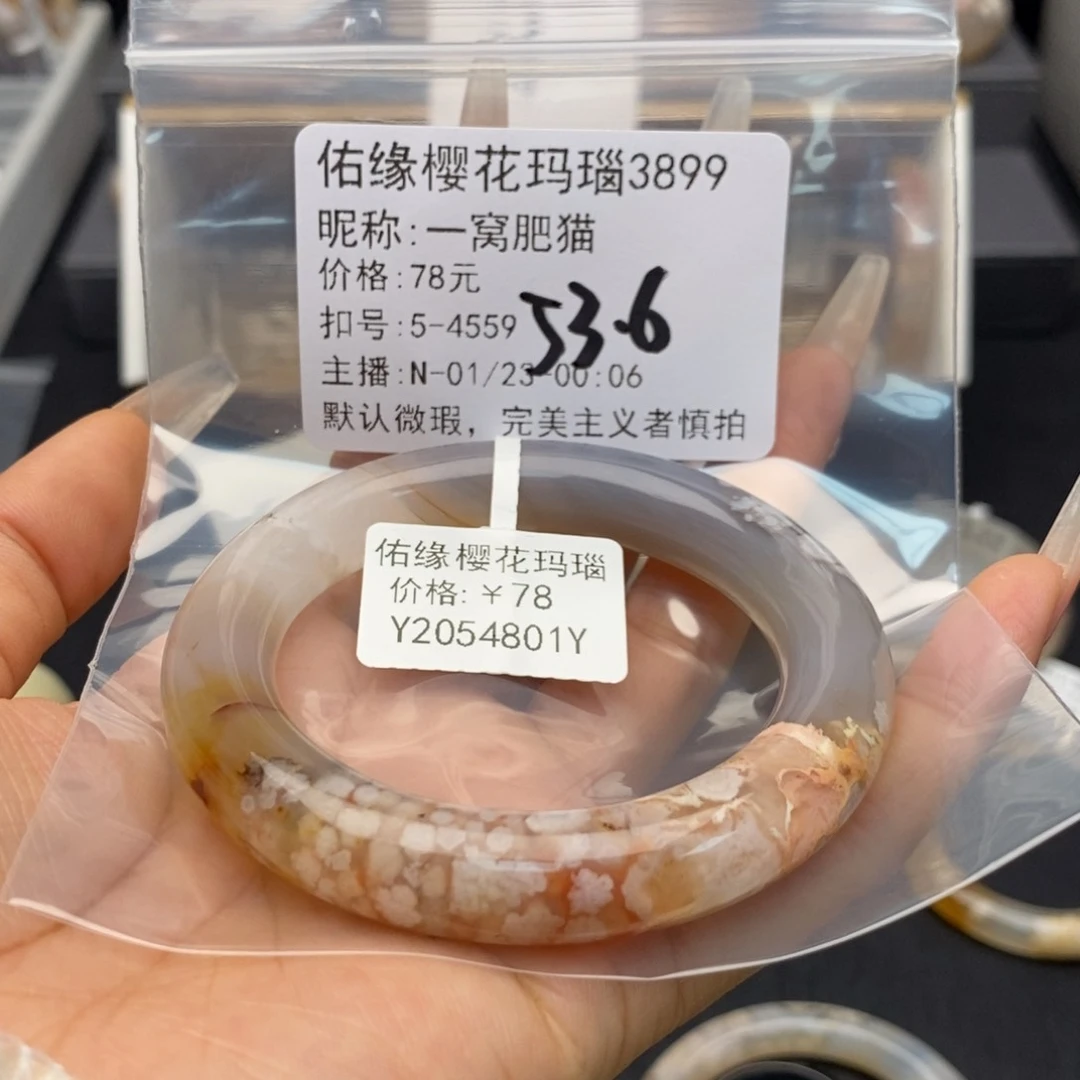 佑缘樱花玛瑙3899
昵称:一窝肥猫
价格:78元
扣号:5-4559
53.6
主播:N-01/23-00:06
默认微瑕，完美主义者慎拍
佑缘樱花玛瑙
价格:￥78
Y2054801Y